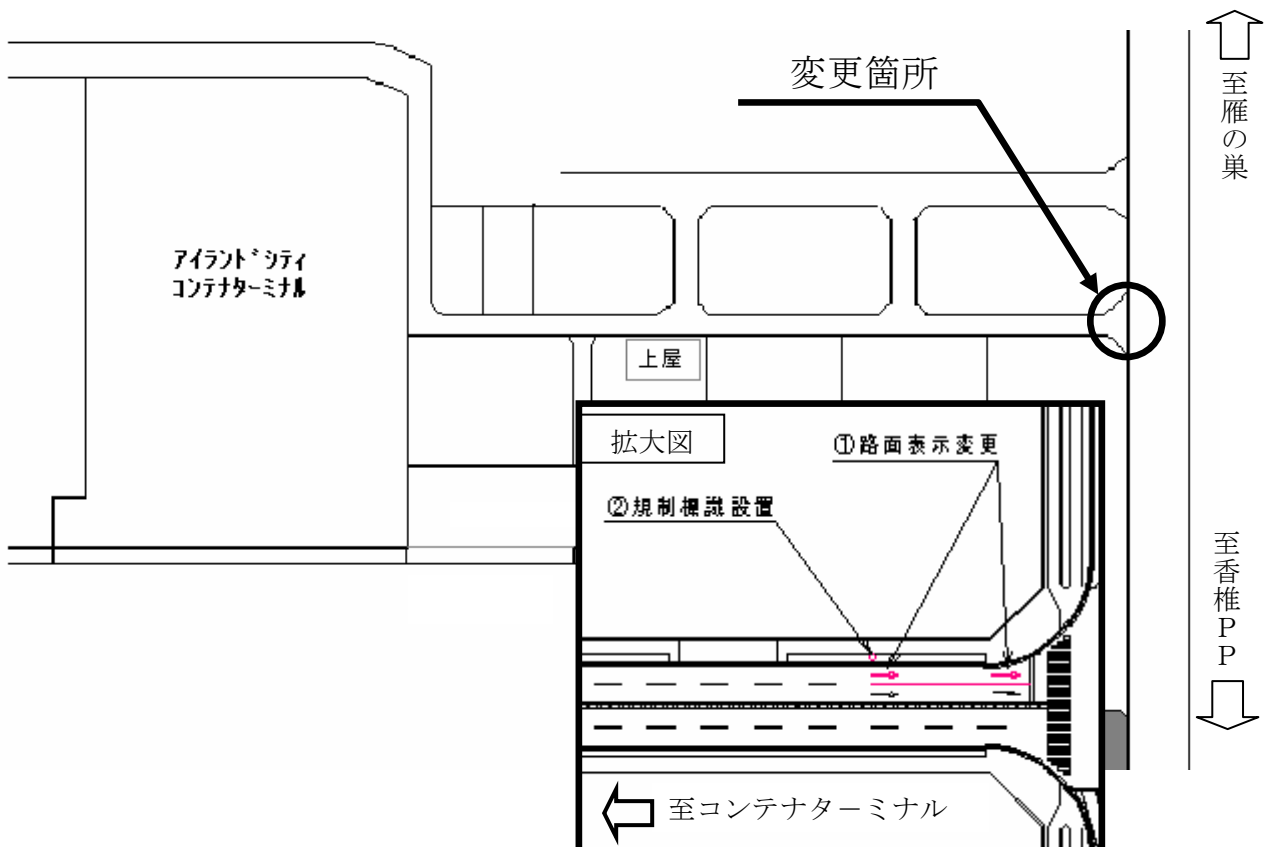 変更箇所
至雁の巣
アイランドシティ
コンテナターミナル
上屋
拡大図
①路面表示変更
②規制標識設置
至香椎PP
至コンテナターミナル